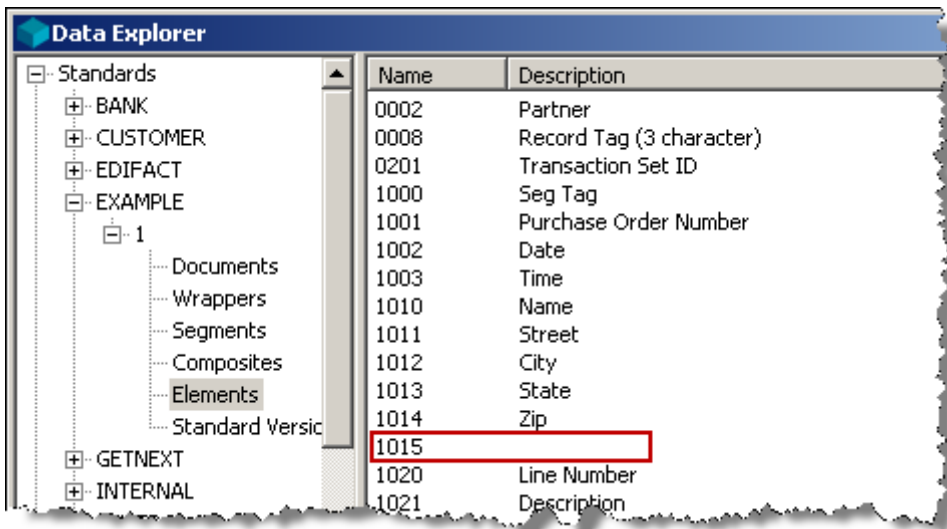 Data Explorer
Standards
BANK
CUSTOMER
EDIFACT
EXAMPLE
1
Documents
Wrappers
Segments
Composites
Elements
Standard Versic
GETNEXT
INTERNAL
Name Description
0002 Partner
0008 Record Tag (3 character)
0201 Transaction Set ID
1000 Seg Tag
1001 Purchase Order Number
1002 Date
1003 Time
1010 Name
1011 Street
1012 City
1013 State
1014 Zip
1015
1020 Line Number
1021 Description